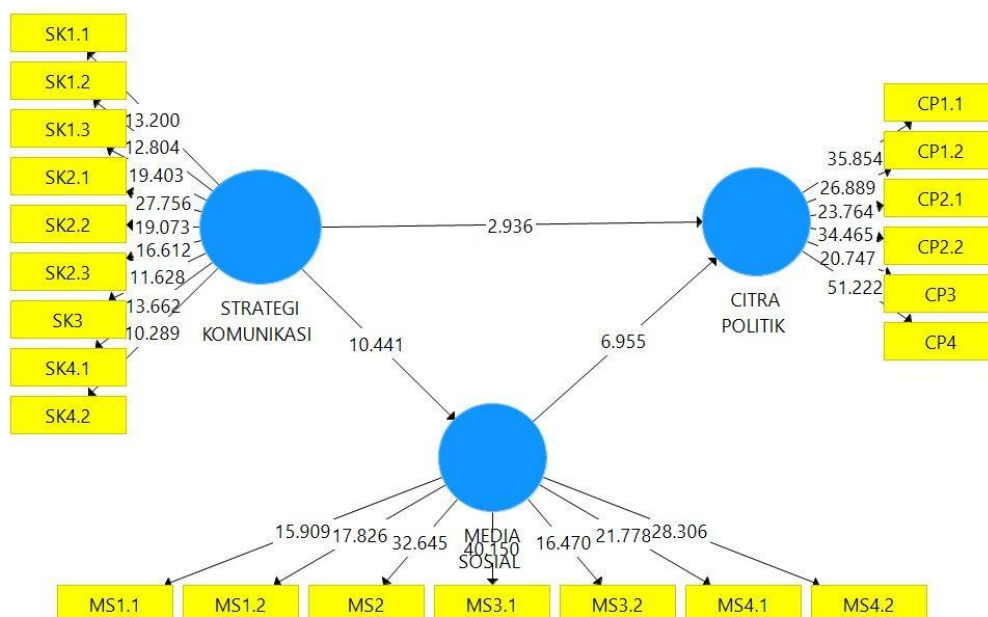 SK1.1
SK1.2
SK1.3
SK2.1
SK2.2
SK2.3
SK3
SK4.1
SK4.2
13.200
12.804
19.403
27.756
19.073
16.612
11.628
13.662
10.289
STRATEGI
KOMUNIKASI
2.936
10.441
6.955
CITRA
POLITIK
35.854
26.889
23.764
34.465
20.747
51.222
CP1.1
CP1.2
CP2.1
CP2.2
CP3
CP4
MEDIA
SOSIAL
15.909
17.826
32.645
40.150
16.470
21.778
28.306
MS1.1
MS1.2
MS2
MS3.1
MS3.2
MS4.1
MS4.2